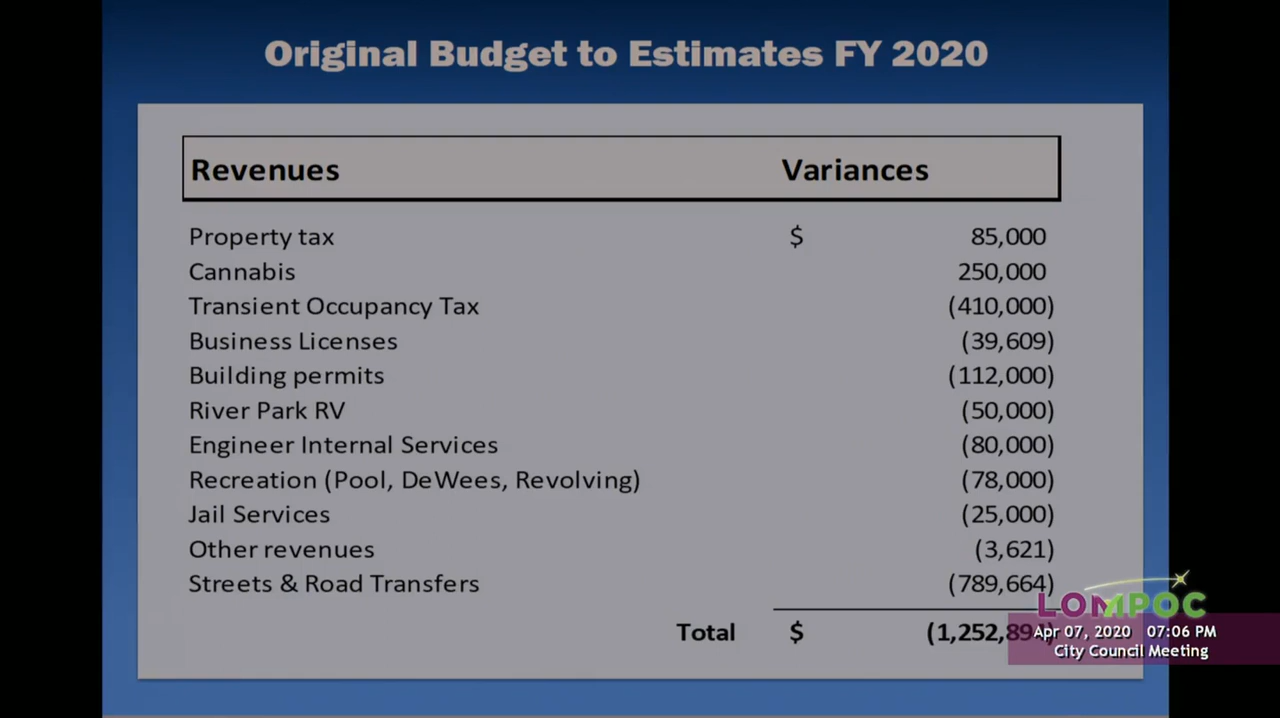 Original Budget to Estimates FY 2020
Revenues Variances
Property tax $ 85,000
Cannabis 250,000
Transient Occupancy Tax (410,000)
Business Licenses (39,609)
Building permits (112,000)
River Park RV (50,000)
Engineer Internal Services (80,000)
Recreation (Pool, DeWees, Revolving) (78,000)
Jail Services (25,000)
Other revenues (3,621)
Streets & Road Transfers (789,664)
Total $ (1,252,894)
LOMPOC
Apr 07, 2020 07:06 PM
City Council Meeting